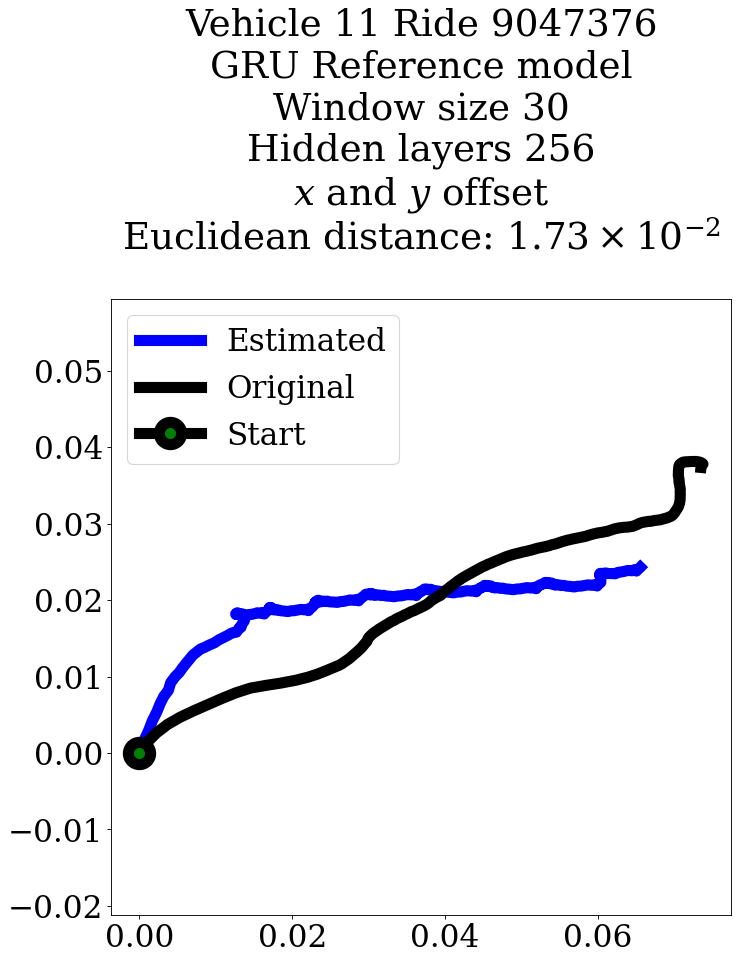 Vehicle 11 Ride 9047376
GRU Reference model
Window size 30
Hidden layers 256
x and y offset
Euclidean distance: 1.73 × 10⁻²
Estimated
Original
Start
0.05
0.04
0.03
0.02
0.01
0.00
−0.01
−0.02
0.00 0.02 0.04 0.06